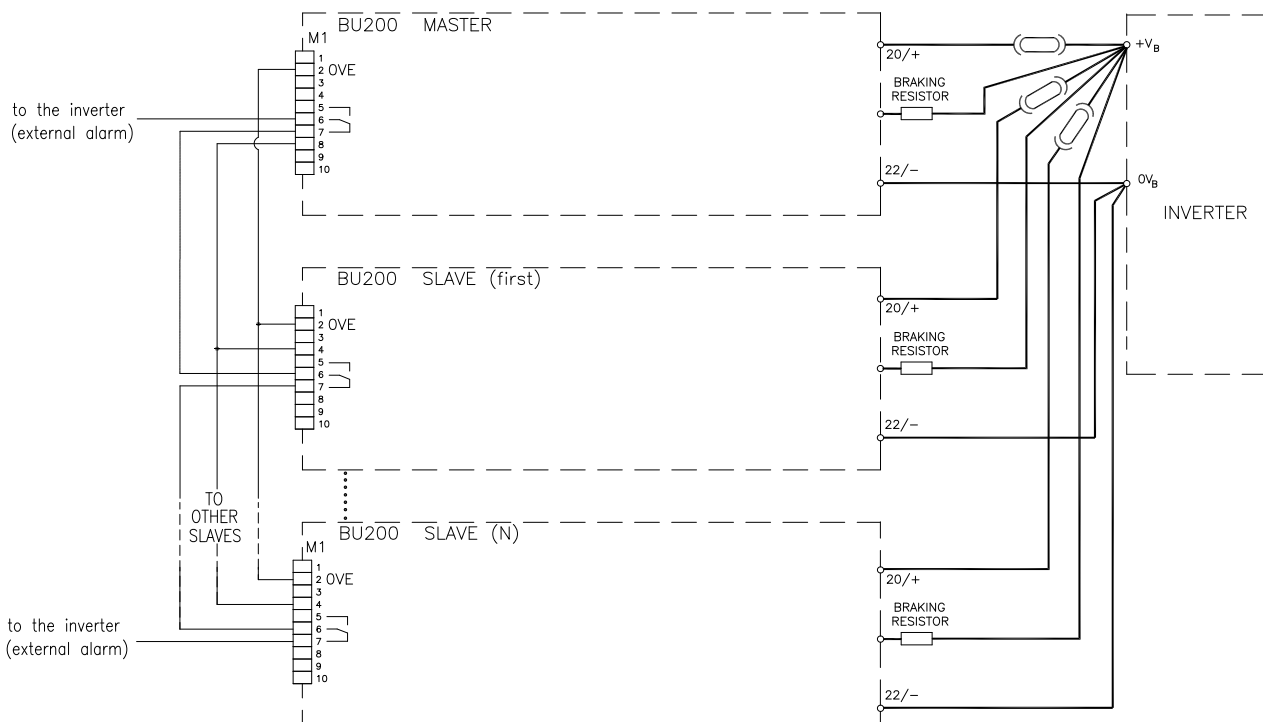 BU200 MASTER
M1
1
2 OVE
3
4
5
6
7
8
9
10
to the inverter
(external alarm)
20/+
BRAKING
RESISTOR
22/-
+VB
0VB
INVERTER
BU200 SLAVE (first)
1
2 OVE
3
4
5
6
7
8
9
10
20/+
BRAKING
RESISTOR
22/-
TO
OTHER
SLAVES
BU200 SLAVE (N)
M1
1
2 OVE
3
4
5
6
7
8
9
10
to the inverter
(external alarm)
20/+
BRAKING
RESISTOR
22/-